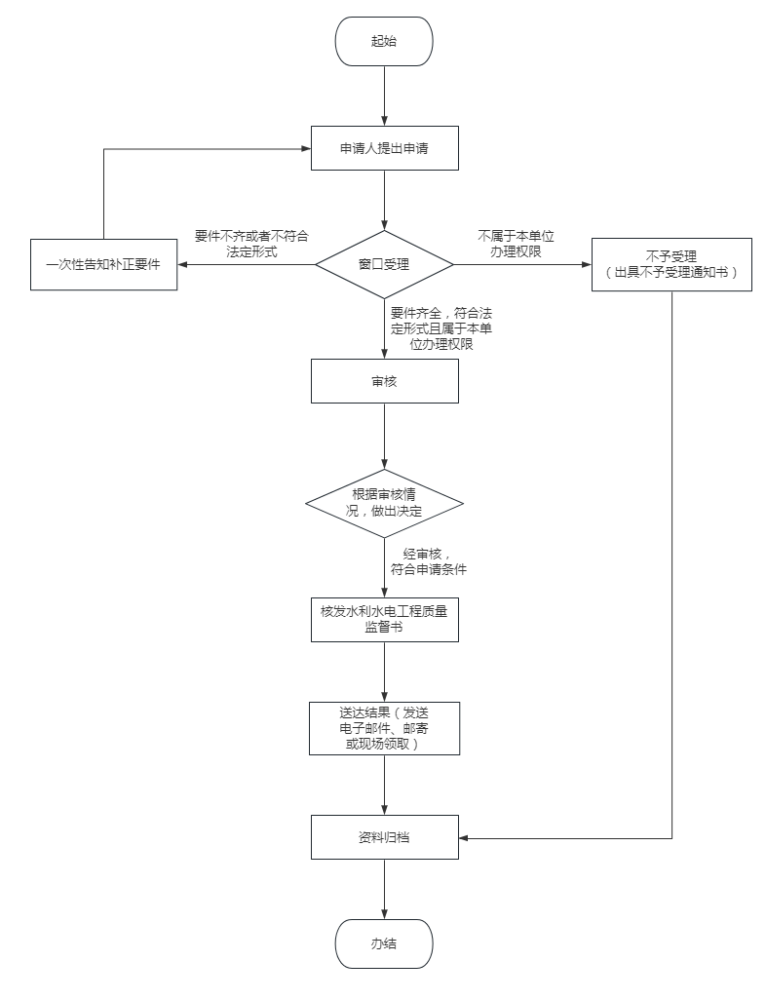 起始
申请人提出申请
要件不齐或者不符合
法定形式
不属于本单位
办理权限
一次性告知补正要件
窗口受理
不予受理
（出具不予受理通知书）
要件齐全，符合法
定形式且属于本单
位办理权限
审核
根据审核情
况，做出决定
经审核，
符合申请条件
核发水利水电工程质量
监督书
送达结果（发送
电子邮件、邮寄
或现场领取）
资料归档
办结